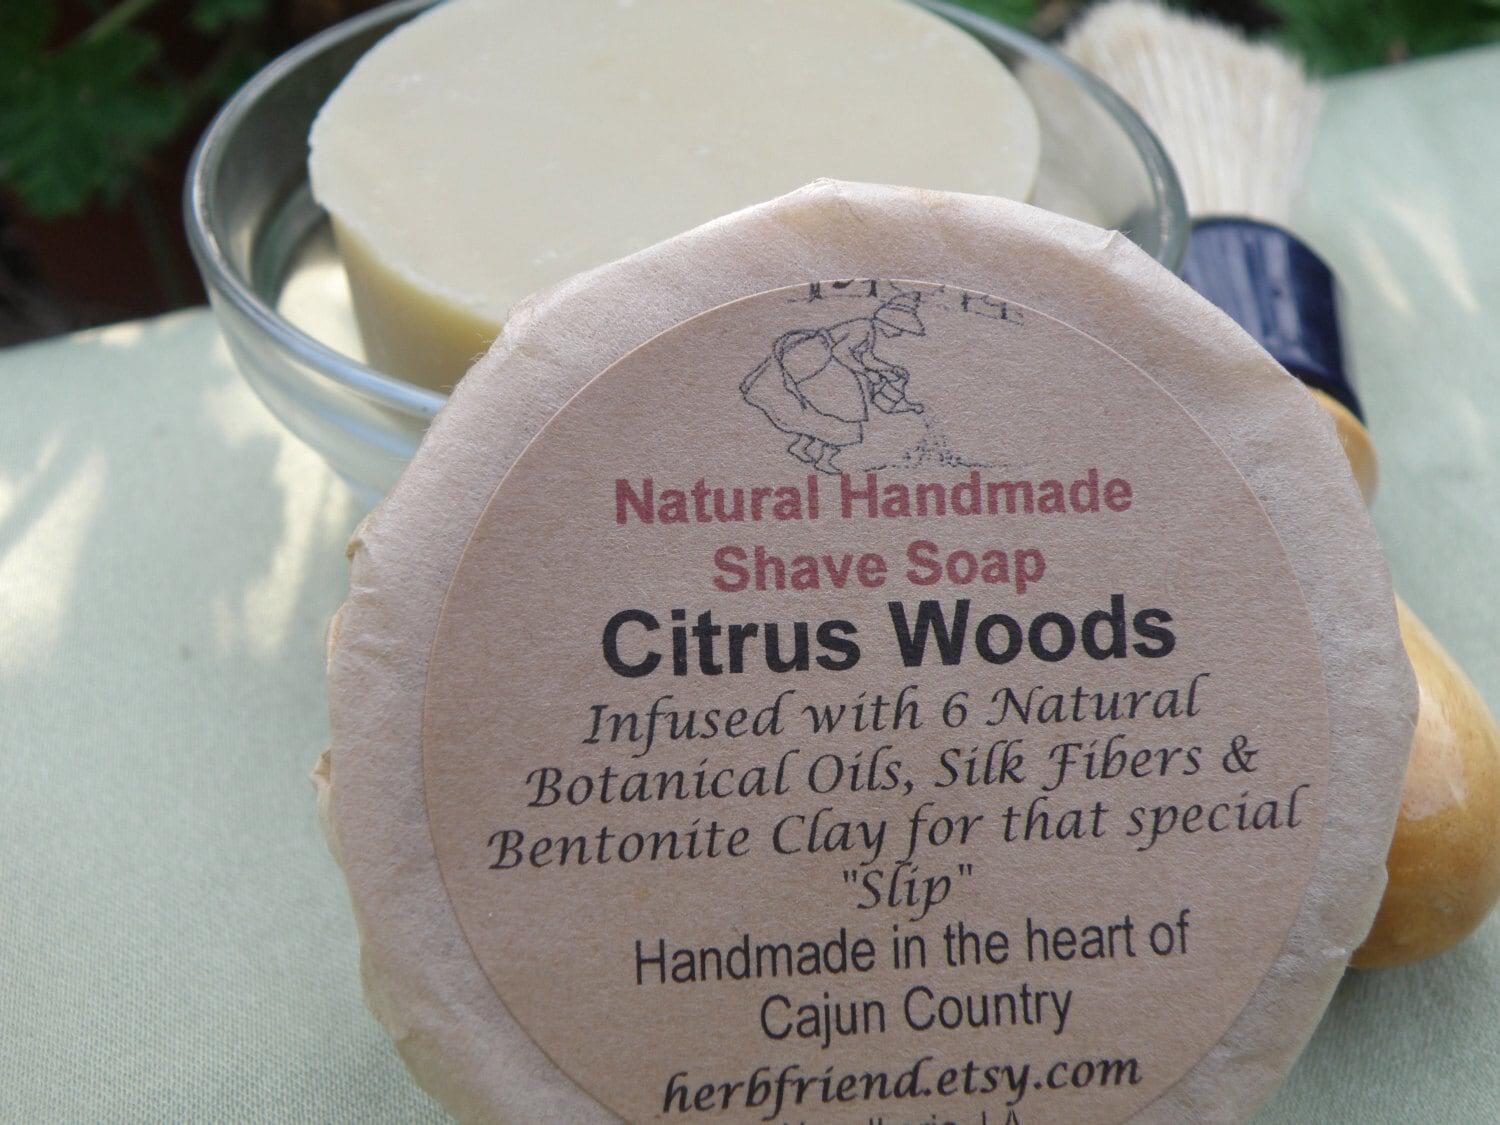 Natural Handmade
Shave Soap
Citrus Woods
Infused with 6 Natural
Botanical Oils, Silk Fibers &
Bentonite Clay for that special
"Slip"
Handmade in the heart of
Cajun Country
herbfriend.etsy.com
LA